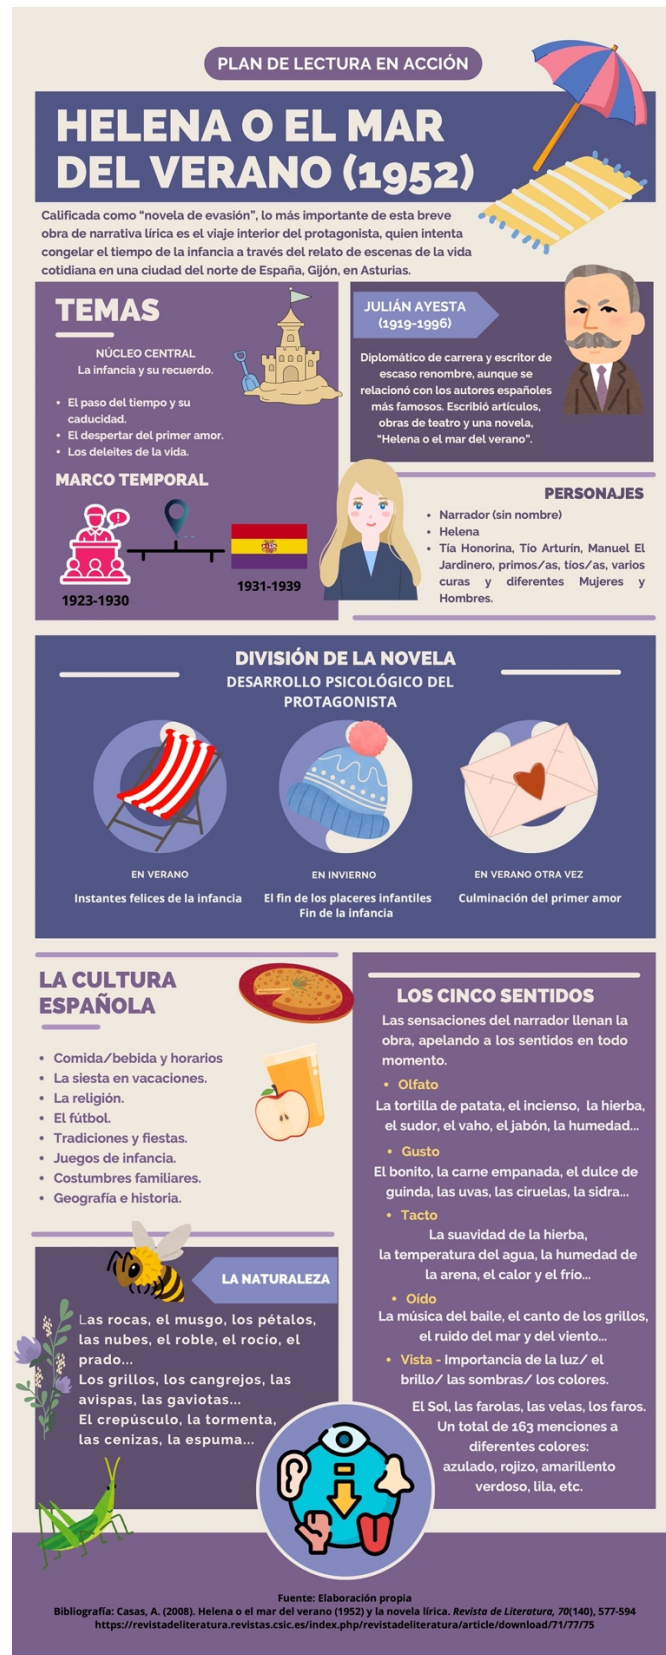 PLAN DE LECTURA EN ACCIÓN
HELENA O EL MAR
DEL VERANO (1952)
Calificada como "novela de evasión", lo más importante de esta breve
obra de narrativa lírica es el viaje interior del protagonista, quien intenta
congelar el tiempo de la infancia a través del relato de escenas de la vida
cotidiana en una ciudad del norte de España, Gijón, en Asturias.
TEMAS
NÚCLEO CENTRAL
La infancia y su recuerdo.
• El paso del tiempo y su
caducidad.
• El despertar del primer amor.
• Los deleites de la vida.
MARCO TEMPORAL
1923-1930
1931-1939
JULIÁN AYESTA
(1919-1996)
Diplomático de carrera y escritor de
escaso renombre, aunque se
relacionó con los autores españoles
más famosos. Escribió artículos,
obras de teatro y una novela,
"Helena o el mar del verano".
PERSONAJES
• Narrador (sin nombre)
• Helena
• Tía Honorina, Tío Arturín, Manuel El
Jardinero, primos/as, tíos/as, varios
curas y diferentes Mujeres y
Hombres.
DIVISIÓN DE LA NOVELA
DESARROLLO PSICOLÓGICO DEL
PROTAGONISTA
EN VERANO
Instantes felices de la infancia
EN INVIERNO
El fin de los placeres infantiles
Fin de la infancia
EN VERANO OTRA VEZ
Culminación del primer amor
LA CULTURA
ESPAÑOLA
• Comida/bebida y horarios
• La siesta en vacaciones.
• La religión.
• El fútbol.
• Tradiciones y fiestas.
• Juegos de infancia.
• Costumbres familiares.
• Geografía e historia.
LA NATURALEZA
Las rocas, el musgo, los pétalos,
las nubes, el roble, el rocío, el
prado...
Los grillos, los cangrejos, las
avispas, las gaviotas...
El crepúsculo, la tormenta,
las cenizas, la espuma...
LOS CINCO SENTIDOS
Las sensaciones del narrador llenan la
obra, apelando a los sentidos en todo
momento.
• Olfato
La tortilla de patata, el incienso, la hierba,
el sudor, el vaho, el jabón, la humedad...
• Gusto
El bonito, la carne empanada, el dulce de
guinda, las uvas, las ciruelas, la sidra...
• Tacto
La suavidad de la hierba,
la temperatura del agua, la humedad de
la arena, el calor y el frío...
• Oído
La música del baile, el canto de los grillos,
el ruido del mar y del viento...
• Vista - Importancia de la luz/ el
brillo/ las sombras/ los colores.
El Sol, las farolas, las velas, los faros.
Un total de 163 menciones a
diferentes colores:
azulado, rojizo, amarillento
verdoso, lila, etc.
Fuente: Elaboración propia
Bibliografía: Casas, A. (2008). Helena o el mar del verano (1952) y la novela lírica. Revista de Literatura, 70(140), 577-594
https://revistadeliteratura.revistas.csic.es/index.php/revistadeliteratura/article/download/71/77/75